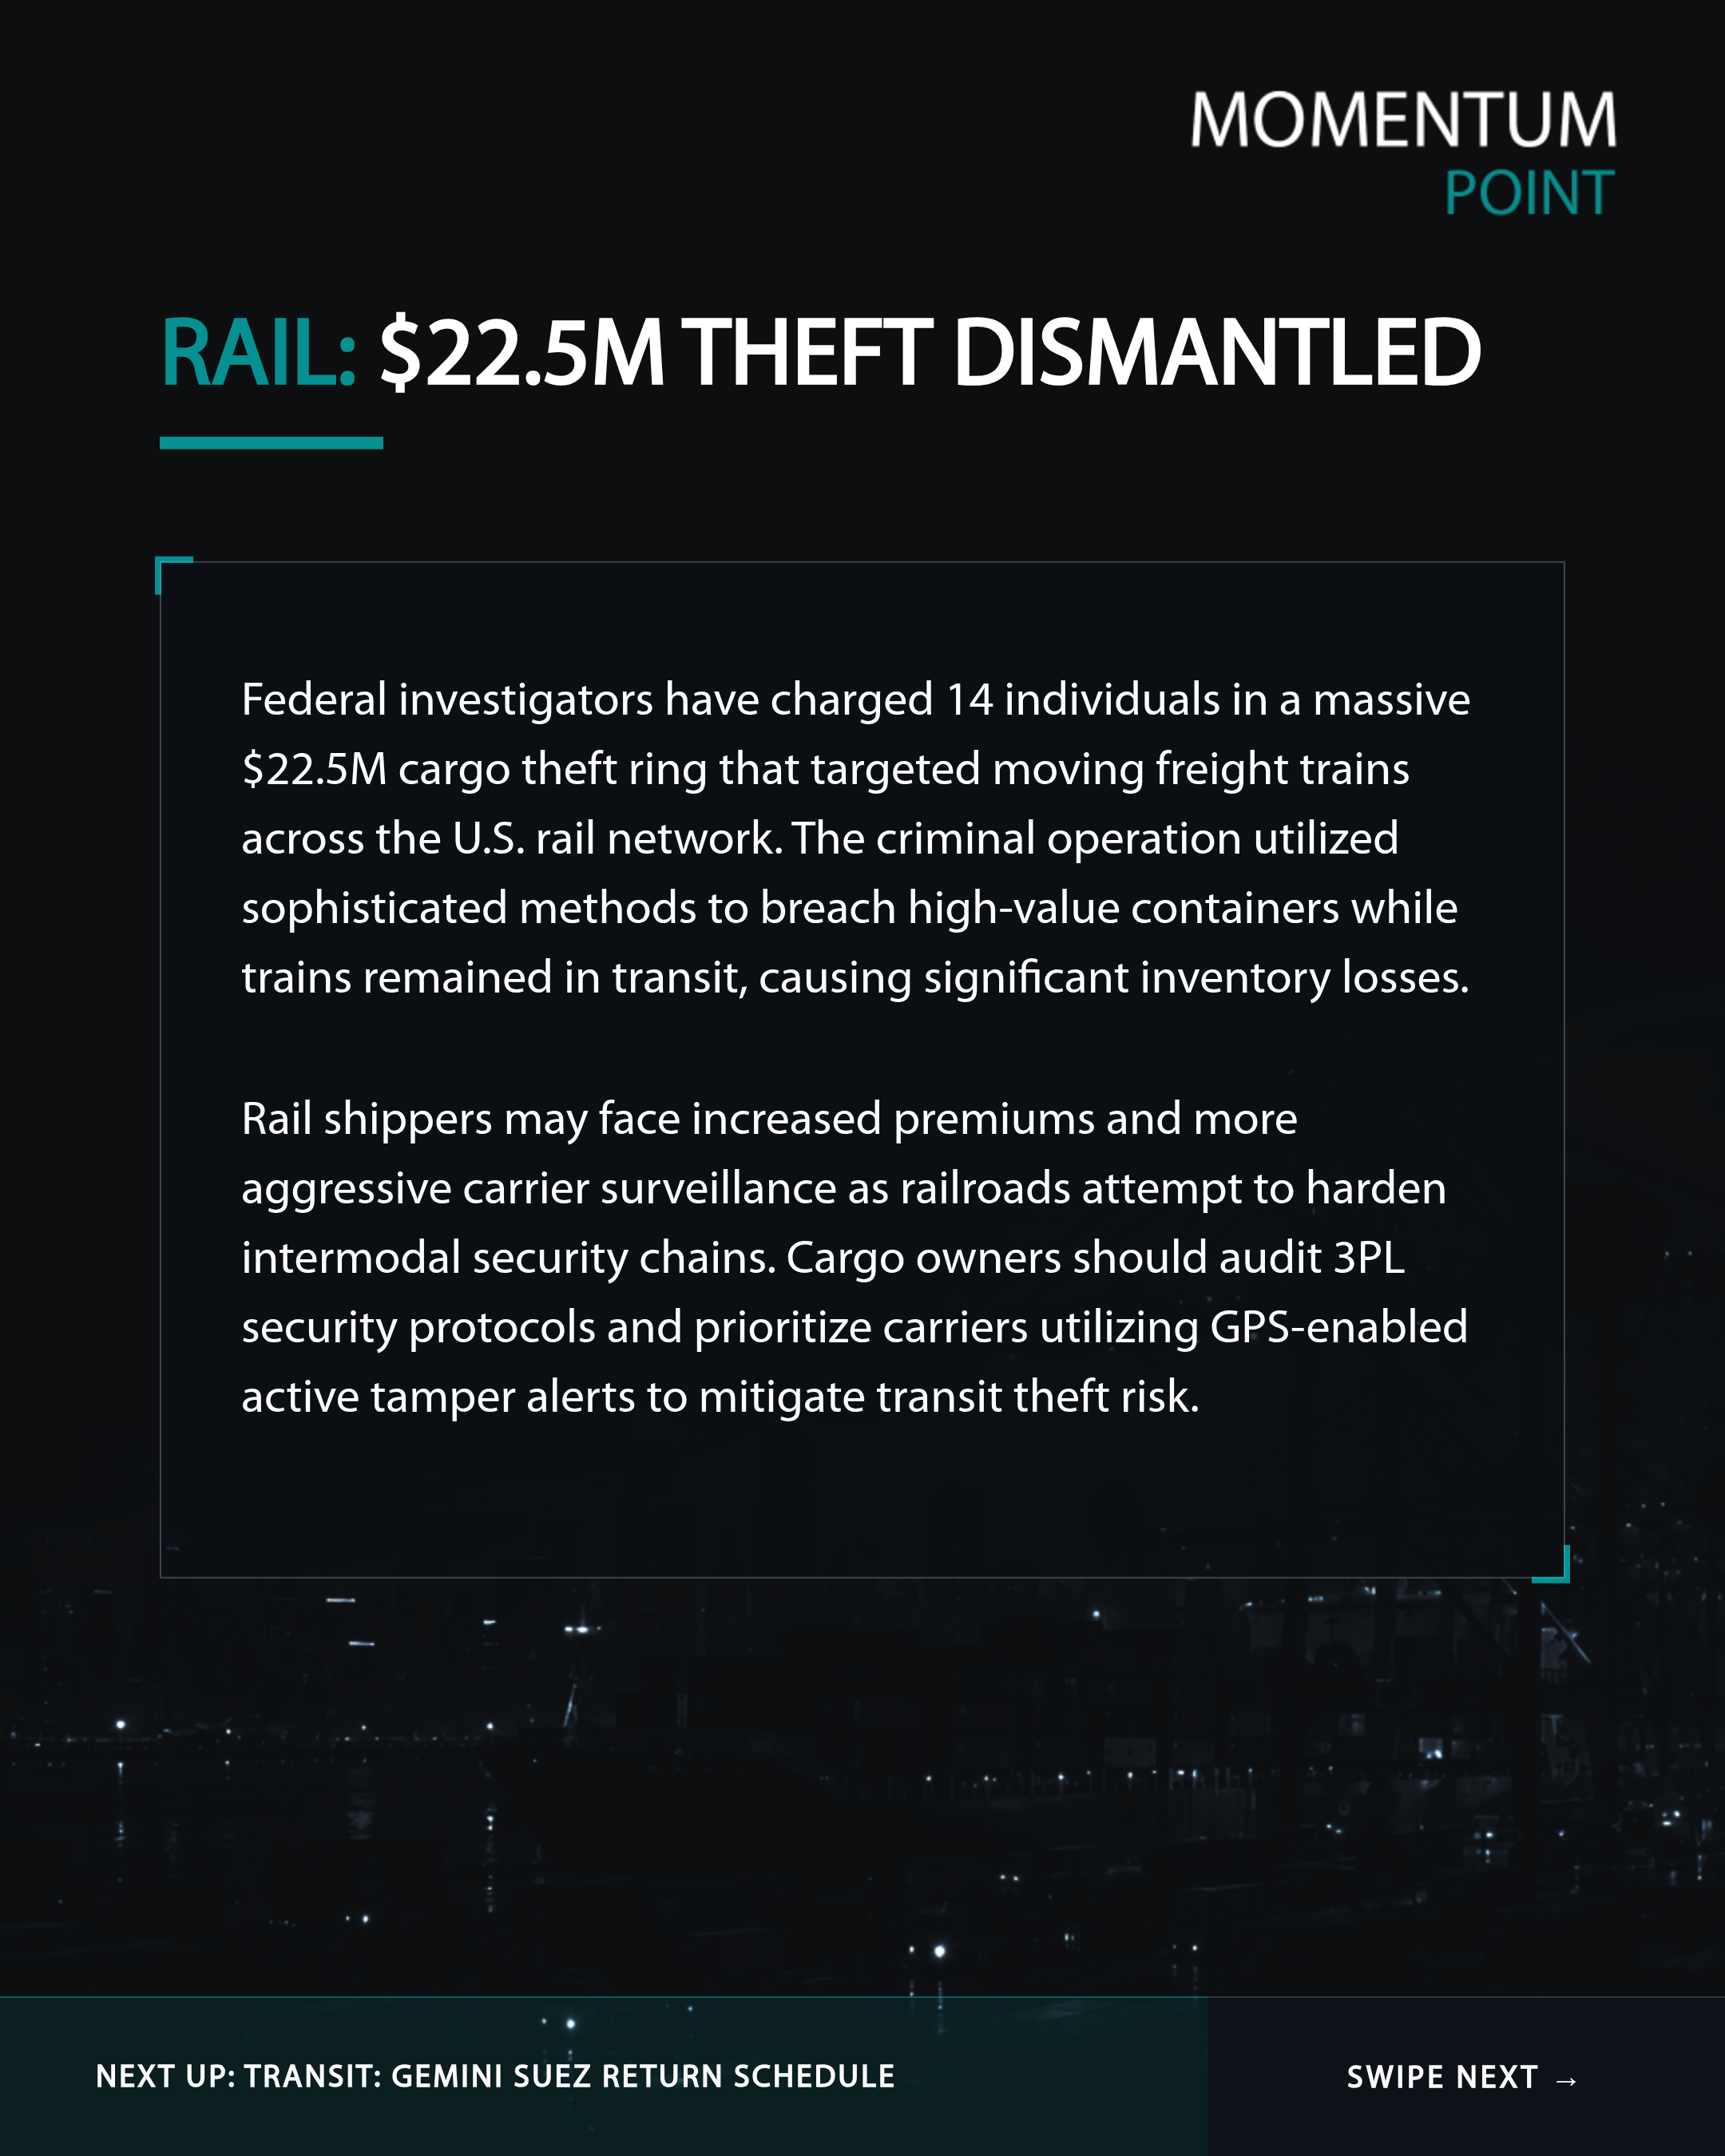 MOMENTUM
POINT
RAIL: $22.5M THEFT DISMANTLED
Federal investigators have charged 14 individuals in a massive
$22.5M cargo theft ring that targeted moving freight trains
across the U.S. rail network. The criminal operation utilized
sophisticated methods to breach high-value containers while
trains remained in transit, causing significant inventory losses.
Rail shippers may face increased premiums and more
aggressive carrier surveillance as railroads attempt to harden
intermodal security chains. Cargo owners should audit 3PL
security protocols and prioritize carriers utilizing GPS-enabled
active tamper alerts to mitigate transit theft risk.
NEXT UP: TRANSIT: GEMINI SUEZ RETURN SCHEDULE
SWIPE NEXT →